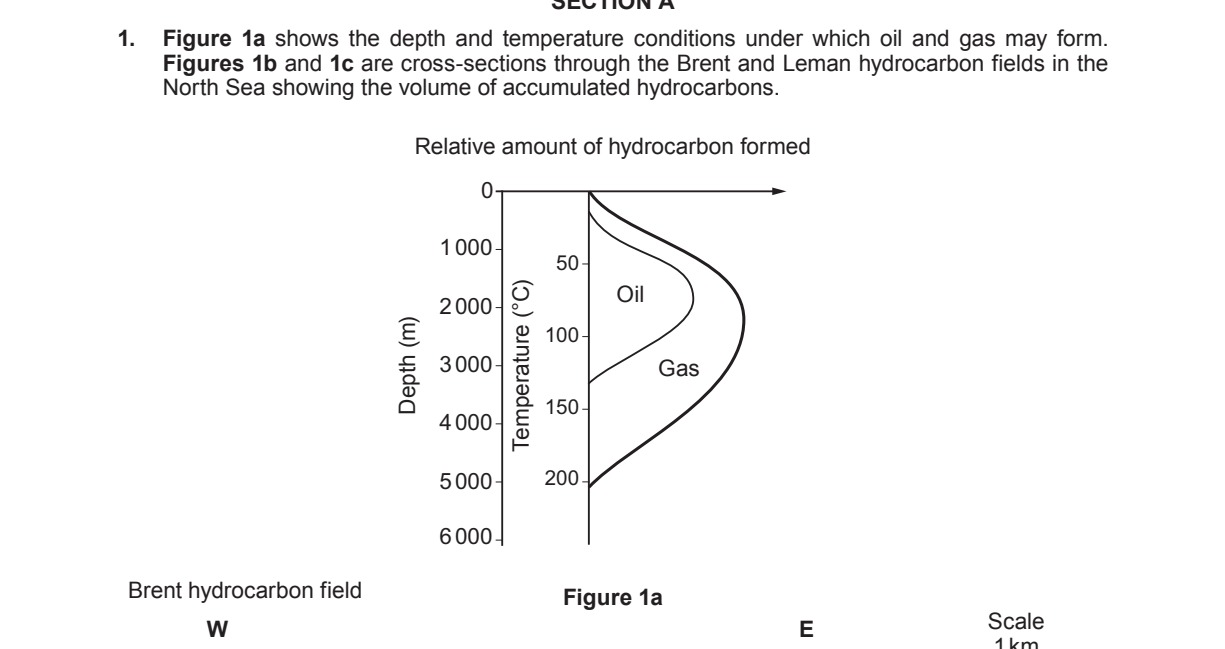 SECTION A
1. Figure 1a shows the depth and temperature conditions under which oil and gas may form.
Figures 1b and 1c are cross-sections through the Brent and Leman hydrocarbon fields in the
North Sea showing the volume of accumulated hydrocarbons.
Relative amount of hydrocarbon formed
0
1 000
2 000
3 000
4 000
5 000
6 000
Depth (m)
Temperature (°C)
50
100
150
200
Oil
Gas
Brent hydrocarbon field
Figure 1a
W
E
Scale
1 km